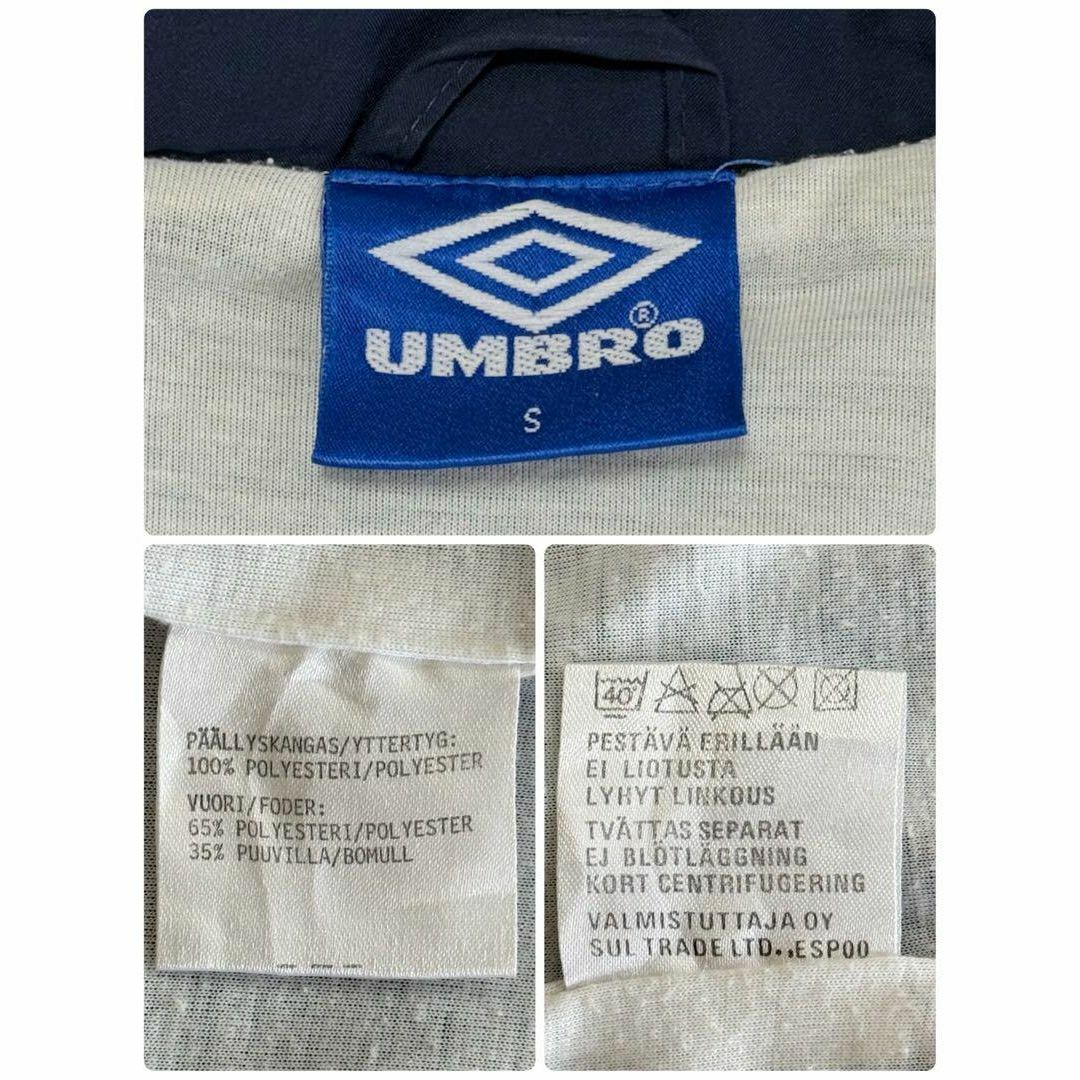 UMBRO®
S
PÄÄLLYSKANGAS/YTTERTYG:
100% POLYESTERI/POLYESTER
VUORI/FODER:
65% POLYESTERI/POLYESTER
35% PUUVILLA/BOMULL
40
PESTÄVÄ ERILLÄÄN
EI LIOTUSTA
LYHYT LINKOUS
TVÄTTAS SEPARAT
EJ BLÖTLÄGGNING
KORT CENTRIFUGERING
VALMISTUTTAJA OY
SUL TRADE LTD.,ESPOO